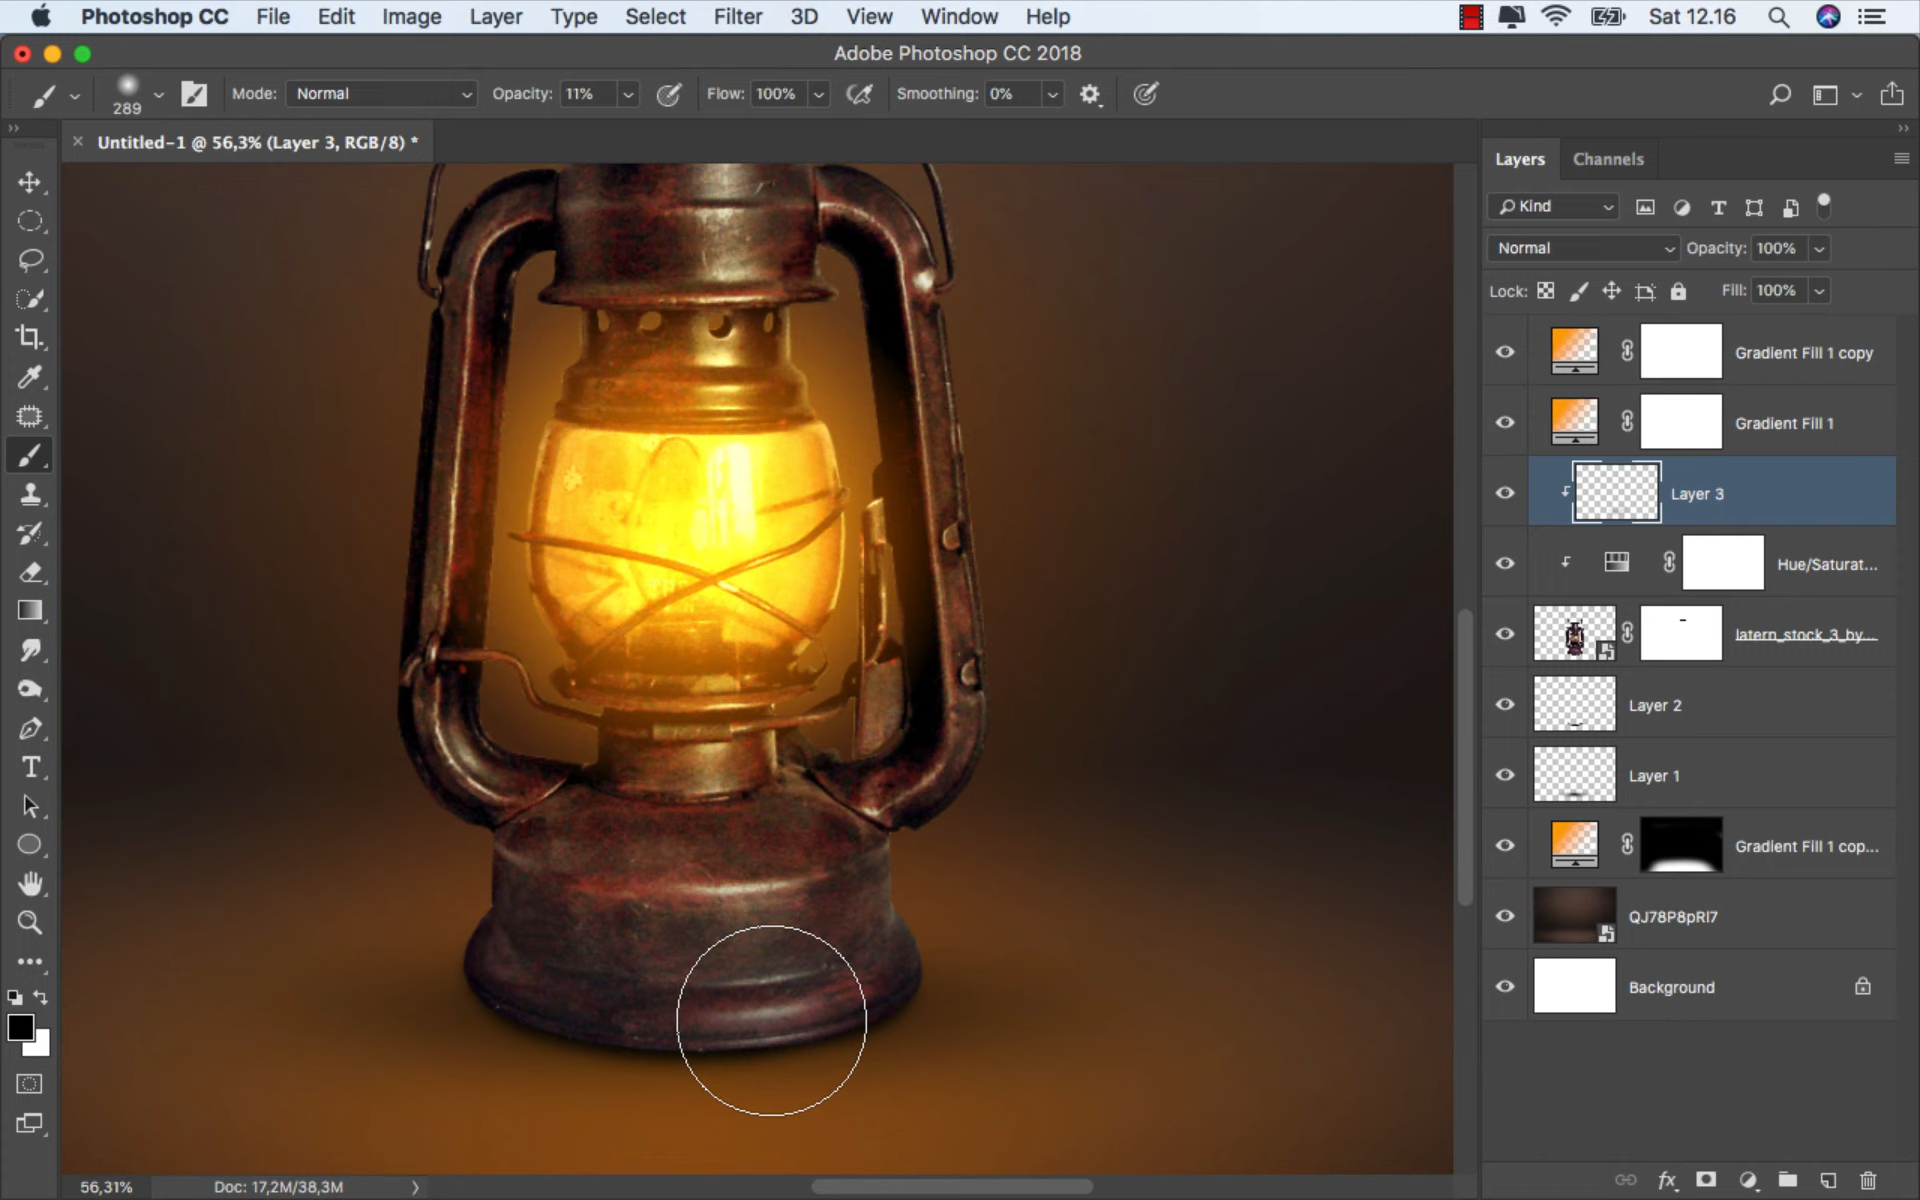 Photoshop CC File Edit Image Layer Type Select Filter 3D View Window Help Sat 12.16
Adobe Photoshop CC 2018
289 Mode: Normal Opacity: 11% Flow: 100% Smoothing: 0%
Untitled-1 @ 56,3% (Layer 3, RGB/8) *
Layers Channels
Kind
Normal Opacity: 100%
Lock: Fill: 100%
Gradient Fill 1 copy
Gradient Fill 1
Layer 3
Hue/Saturat...
latern_stock_3_by...
Layer 2
Layer 1
Gradient Fill 1 cop...
QJ78P8pRI7
Background
56,31% Doc: 17,2M/38,3M